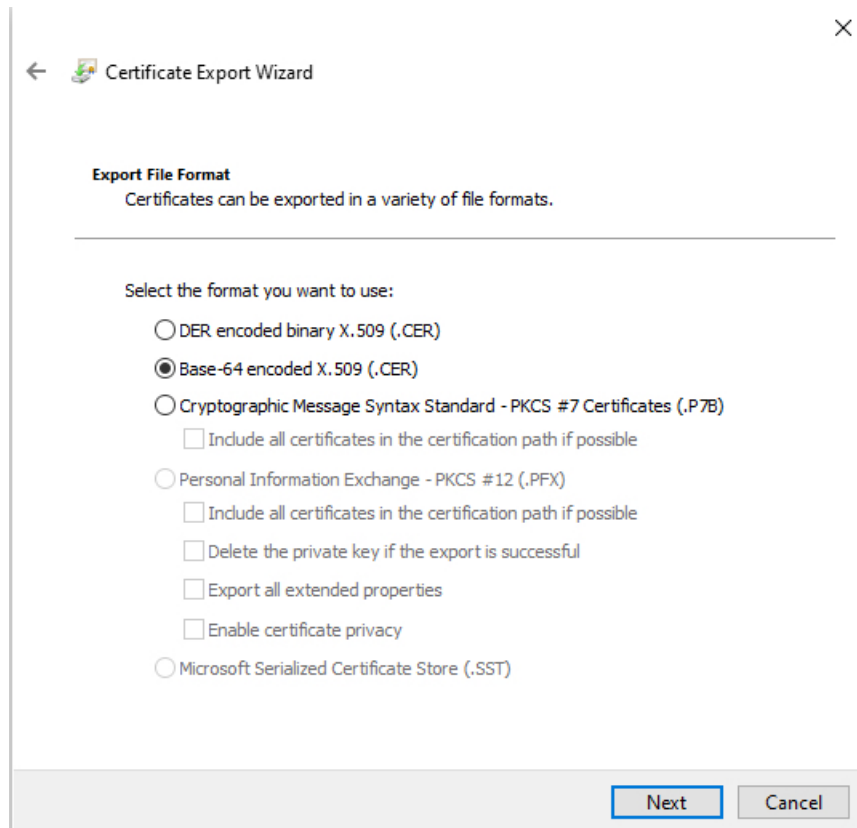 Certificate Export Wizard
Export File Format
Certificates can be exported in a variety of file formats.
Select the format you want to use:
DER encoded binary X.509 (.CER)
Base-64 encoded X.509 (.CER)
Cryptographic Message Syntax Standard - PKCS #7 Certificates (.P7B)
Include all certificates in the certification path if possible
Personal Information Exchange - PKCS #12 (.PFX)
Include all certificates in the certification path if possible
Delete the private key if the export is successful
Export all extended properties
Enable certificate privacy
Microsoft Serialized Certificate Store (.SST)
Next Cancel